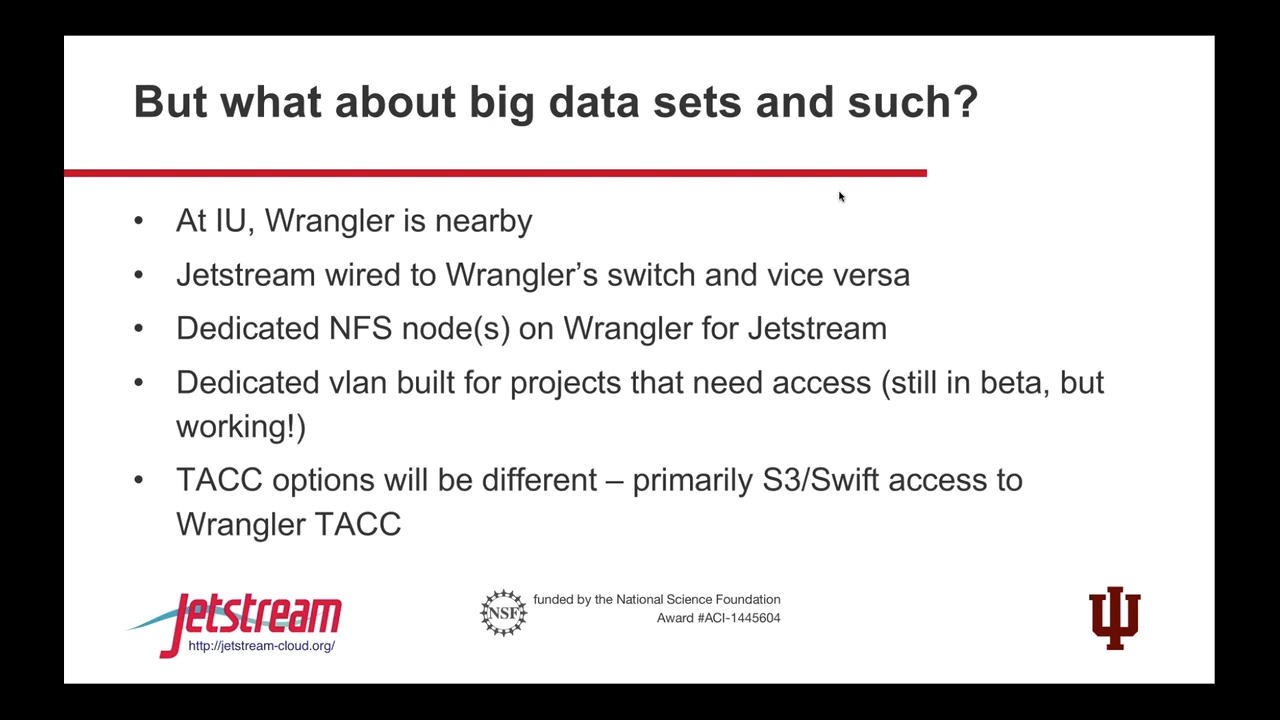 But what about big data sets and such?
• At IU, Wrangler is nearby
• Jetstream wired to Wrangler’s switch and vice versa
• Dedicated NFS node(s) on Wrangler for Jetstream
• Dedicated vlan built for projects that need access (still in beta, but
working!)
• TACC options will be different – primarily S3/Swift access to
Wrangler TACC
Jetstream
http://jetstream-cloud.org/
NSF
funded by the National Science Foundation
Award #ACI-1445604
IU